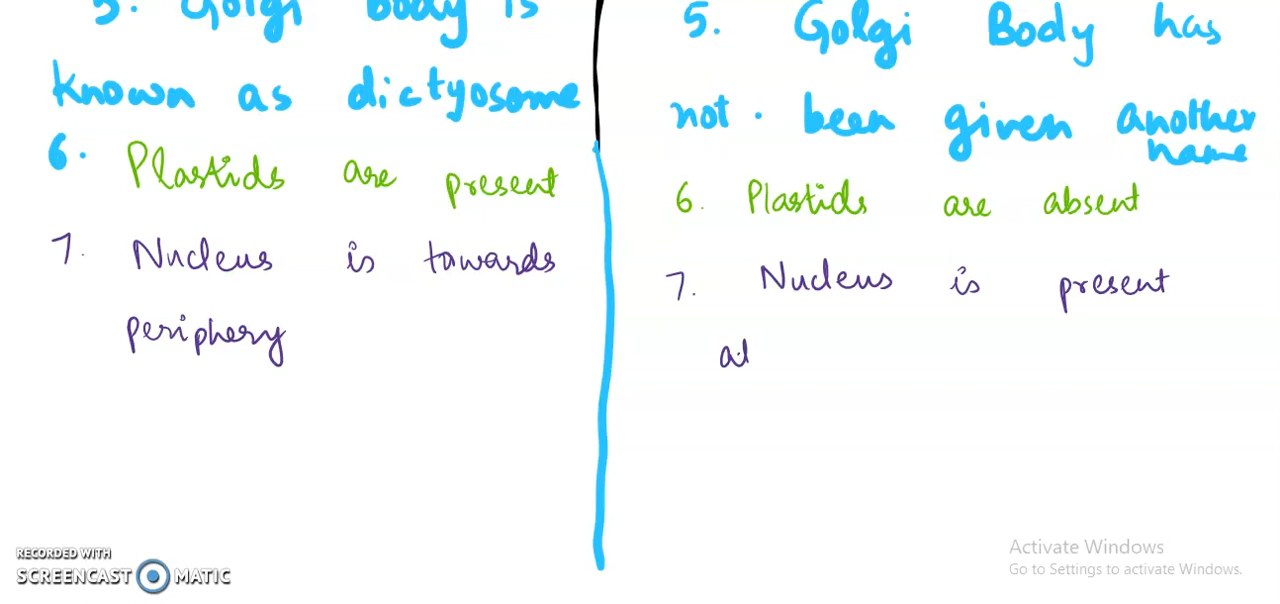 5. Golgi body is
known as dictyosome
6. Plastids are present
7. Nucleus is towards
periphery
5. Golgi Body has
not . been given another
name
6. Plastids are absent
7. Nucleus is present
at
RECORDED WITH
SCREENCAST MATIC
Activate Windows
Go to Settings to activate Windows.